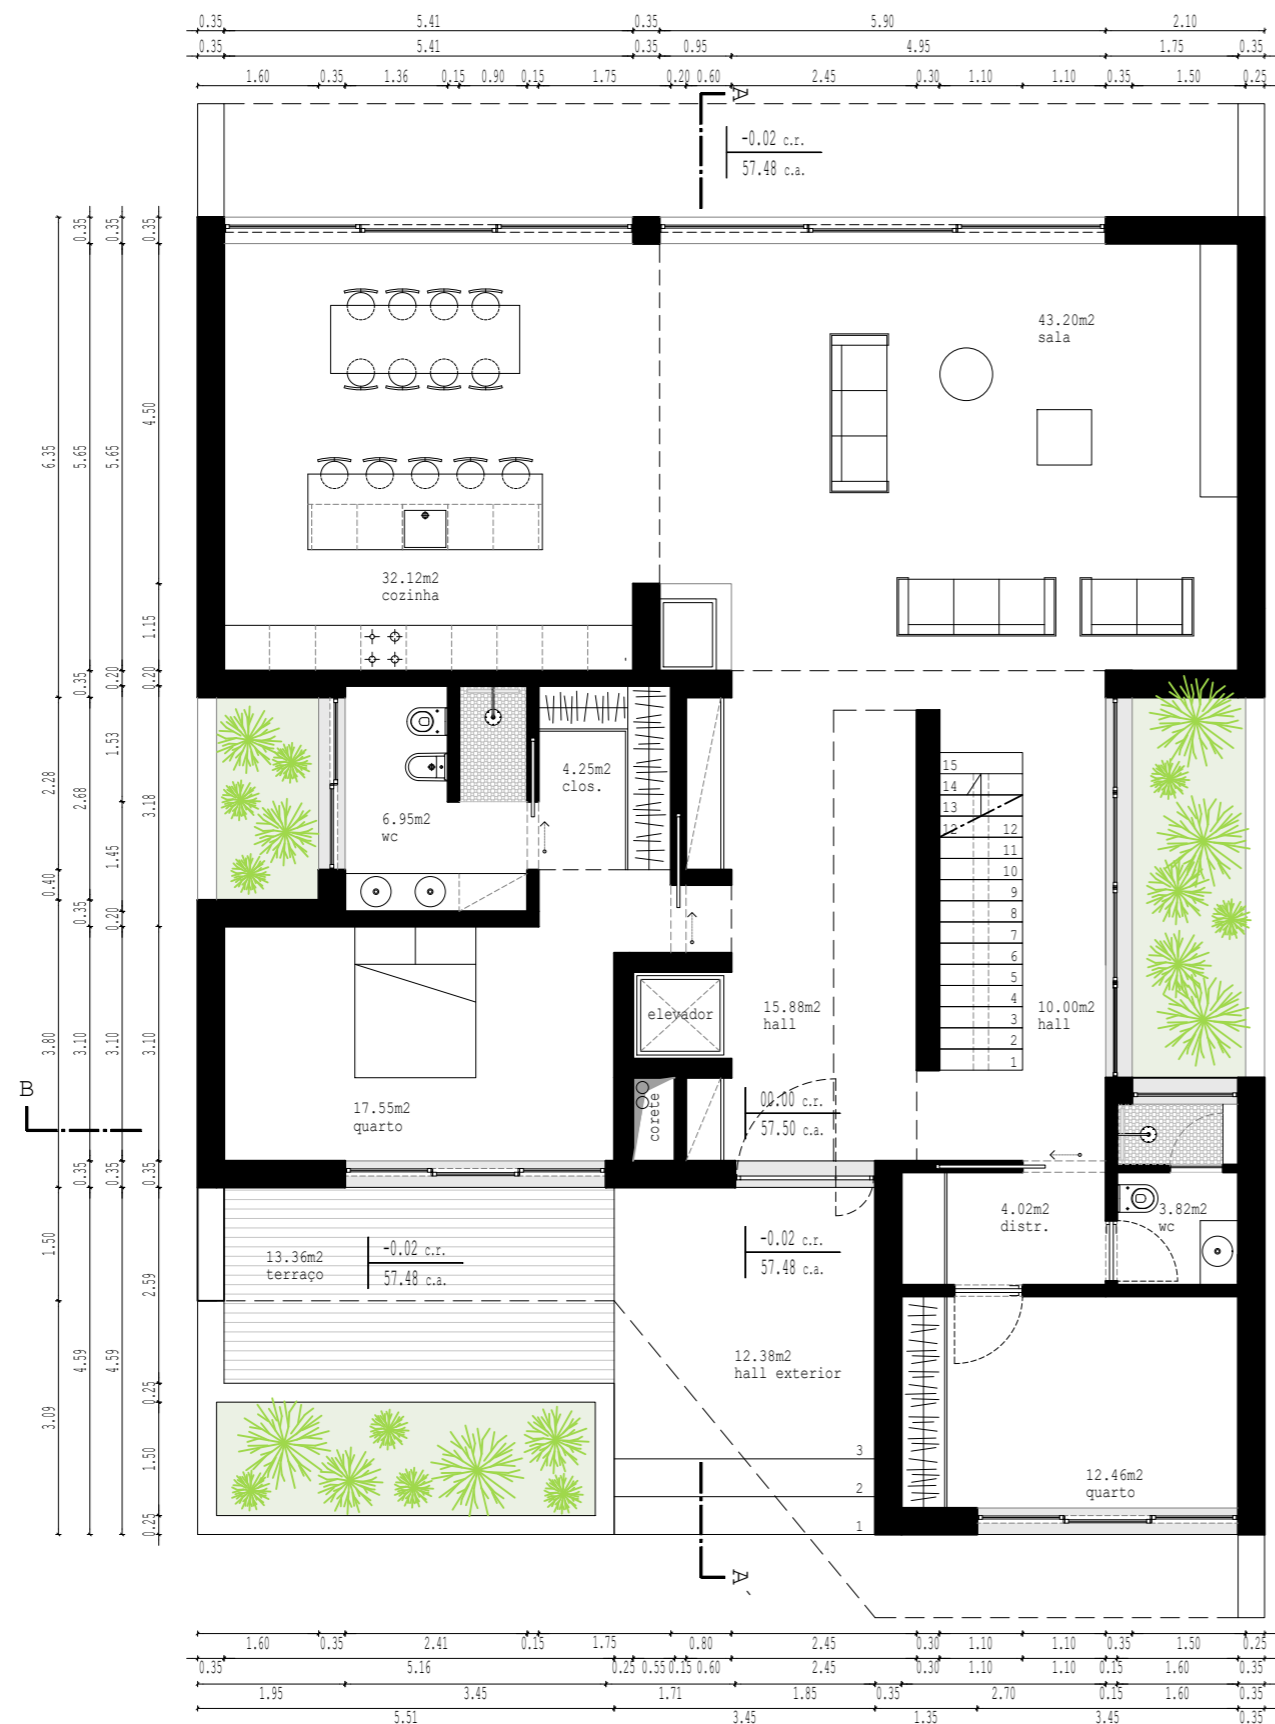 0.35 5.41 0.35 5.90 2.10
0.35 5.41 0.35 0.95 4.95 1.75 0.35
1.60 0.35 1.36 0.15 0.90 0.15 1.75 0.20 0.60 2.45 0.30 1.10 1.10 0.35 1.50 0.25
A
-0.02 c.r.
57.48 c.a.
0.35 0.35 0.35
6.35 5.65 5.65 4.50
1.15
0.35 0.20 0.20
2.28 2.68 1.53 3.18
1.45
0.40 0.35 0.20
3.80 3.10 3.10 3.10
B
0.35 0.35 0.35
1.50 2.59
4.59 4.59
0.25
3.09 1.50
0.25
43.20m2
sala
32.12m2
cozinha
4.25m2
clos.
6.95m2
wc
15
14
13
12 12
11
10
9
8
7
6
5
4
3
2
1
elevador
15.88m2
hall
10.00m2
hall
corete
00.00 c.r.
57.50 c.a.
17.55m2
quarto
4.02m2
distr.
3.82m2
wc
13.36m2
terraço
-0.02 c.r.
57.48 c.a.
-0.02 c.r.
57.48 c.a.
12.38m2
hall exterior
3
2
1
12.46m2
quarto
A'
1.60 0.35 2.41 0.15 1.75 0.80 2.45 0.30 1.10 1.10 0.35 1.50 0.25
0.35 5.16 0.25 0.55 0.15 0.60 2.45 0.30 1.10 1.10 0.15 1.60 0.35
1.95 3.45 1.71 1.85 0.35 2.70 0.15 1.60 0.35
5.51 3.45 1.35 3.45 0.35